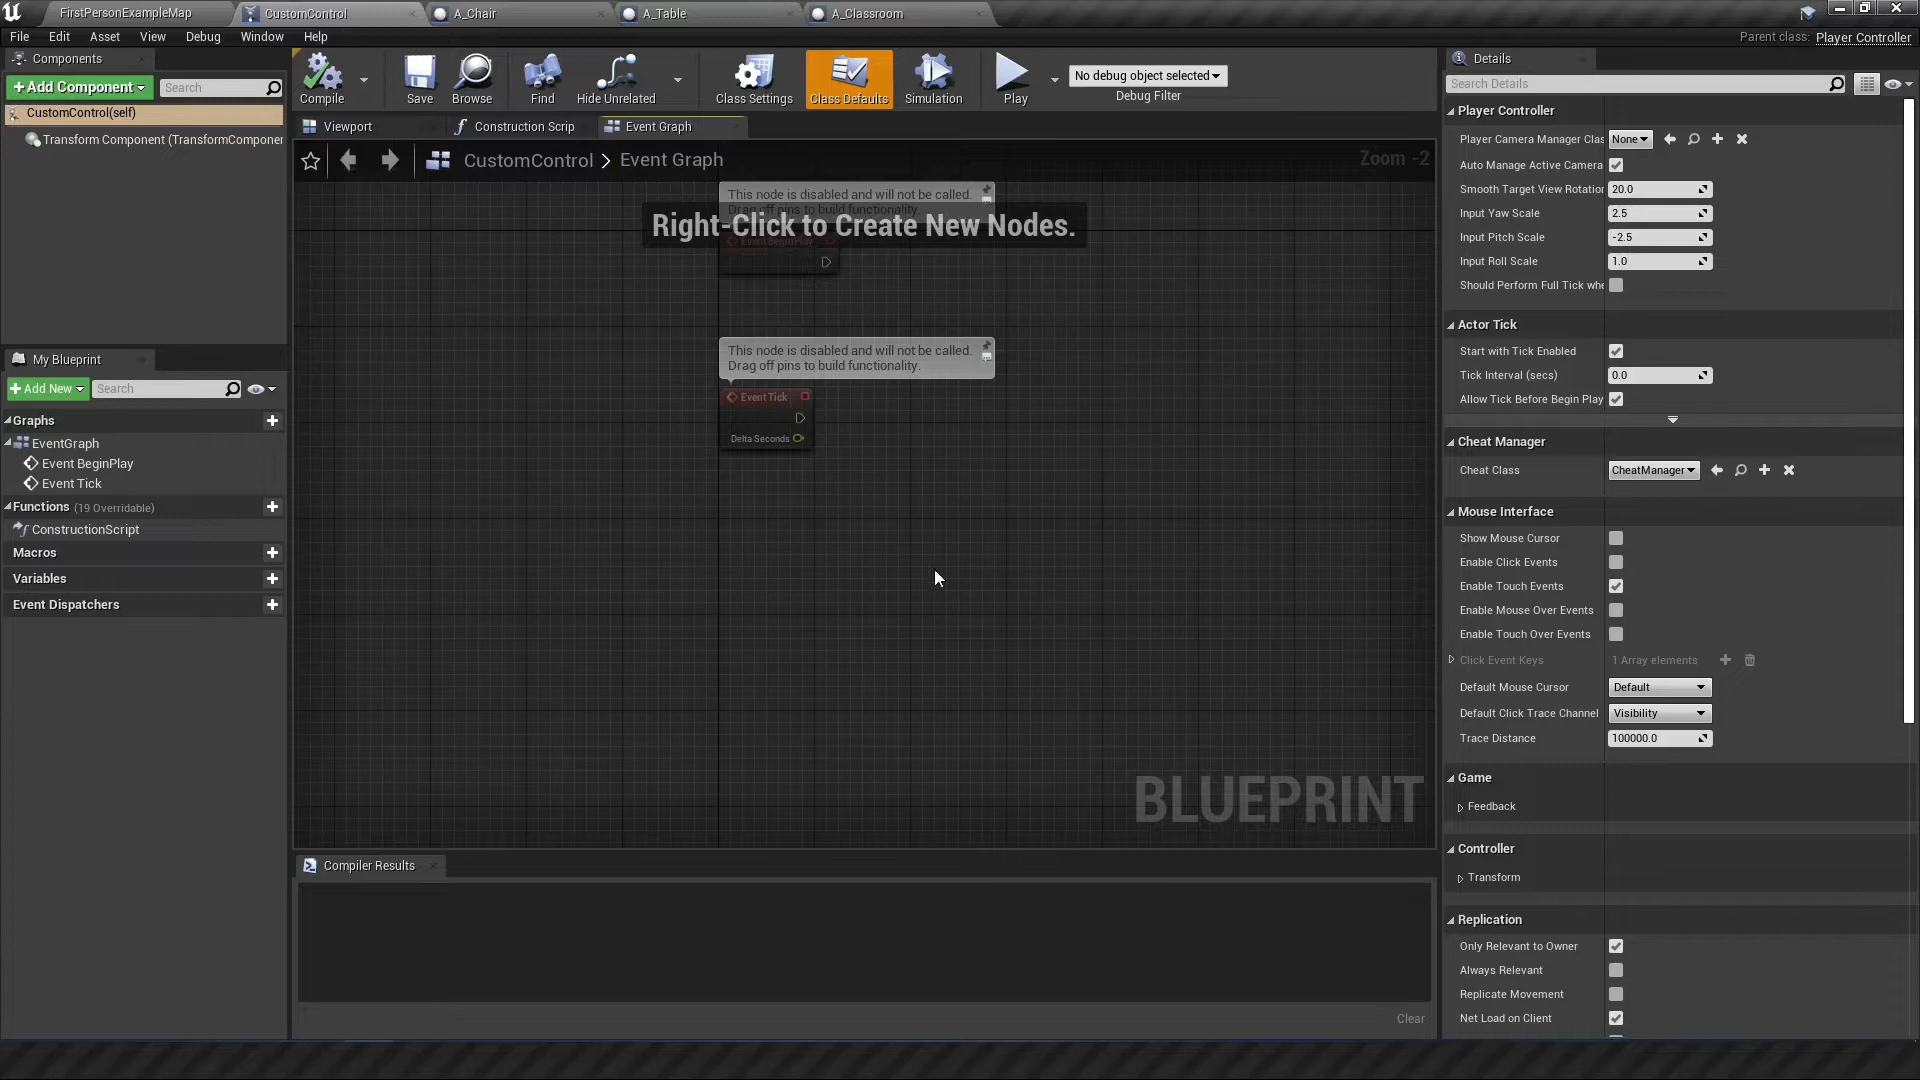 FirstPersonExampleMap
CustomControl
A_Chair
A_Table
A_Classroom
File Edit Asset View Debug Window Help
Parent class: Player Controller
Components
+Add Component
Search
CustomControl(self)
Transform Component (TransformComponer
Compile
Save
Browse
Find
Hide Unrelated
Class Settings
Class Defaults
Simulation
Play
No debug object selected
Debug Filter
Viewport
Construction Scrip
Event Graph
CustomControl > Event Graph
Zoom -2
This node is disabled and will not be called.
Drag off pins to build functionality.
Right-Click to Create New Nodes.
Event BeginPlay
This node is disabled and will not be called.
Drag off pins to build functionality.
Event Tick
Delta Seconds
BLUEPRINT
My Blueprint
+Add New
Search
Graphs
EventGraph
Event BeginPlay
Event Tick
Functions (19 Overridable)
ConstructionScript
Macros
Variables
Event Dispatchers
Compiler Results
Clear
Details
Search Details
Player Controller
Player Camera Manager Clas None
Auto Manage Active Camera
Smooth Target View Rotation 20.0
Input Yaw Scale 2.5
Input Pitch Scale -2.5
Input Roll Scale 1.0
Should Perform Full Tick whe
Actor Tick
Start with Tick Enabled
Tick Interval (secs) 0.0
Allow Tick Before Begin Play
Cheat Manager
Cheat Class CheatManager
Mouse Interface
Show Mouse Cursor
Enable Click Events
Enable Touch Events
Enable Mouse Over Events
Enable Touch Over Events
Click Event Keys 1 Array elements
Default Mouse Cursor Default
Default Click Trace Channel Visibility
Trace Distance 100000.0
Game
Feedback
Controller
Transform
Replication
Only Relevant to Owner
Always Relevant
Replicate Movement
Net Load on Client